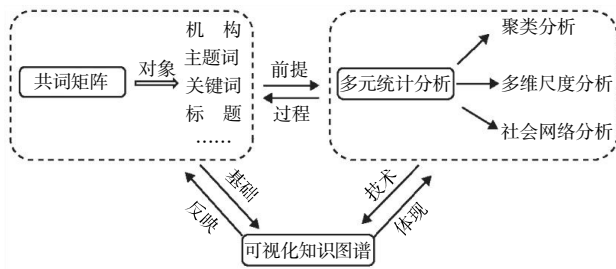 共词矩阵
对象
机 构
主题词
关键词
标 题
……
前提
过程
多元统计分析
聚类分析
多维尺度分析
社会网络分析
基础
反映
技术
体现
可视化知识图谱